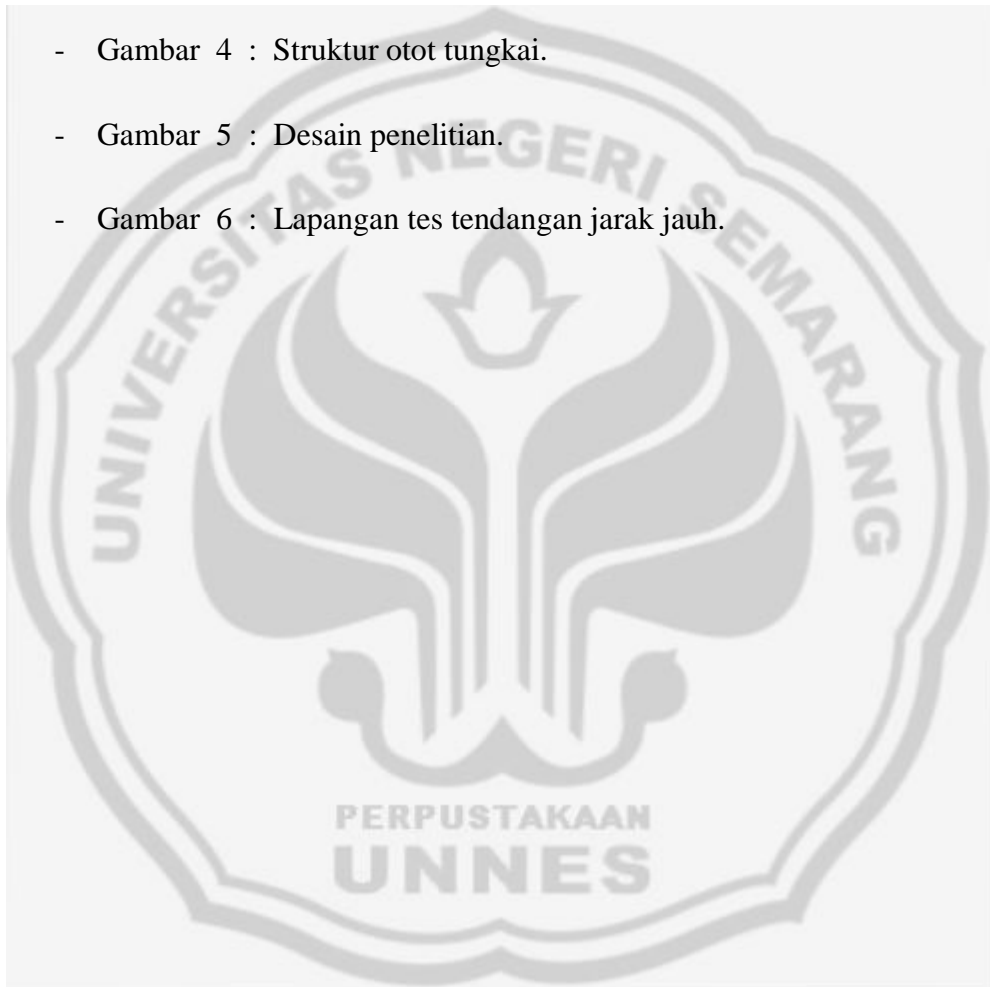 - Gambar 4 : Struktur otot tungkai.
- Gambar 5 : Desain penelitian.
- Gambar 6 : Lapangan tes tendangan jarak jauh.
UNIVERSITAS NEGERI SEMARANG
PERPUSTAKAAN
UNNES